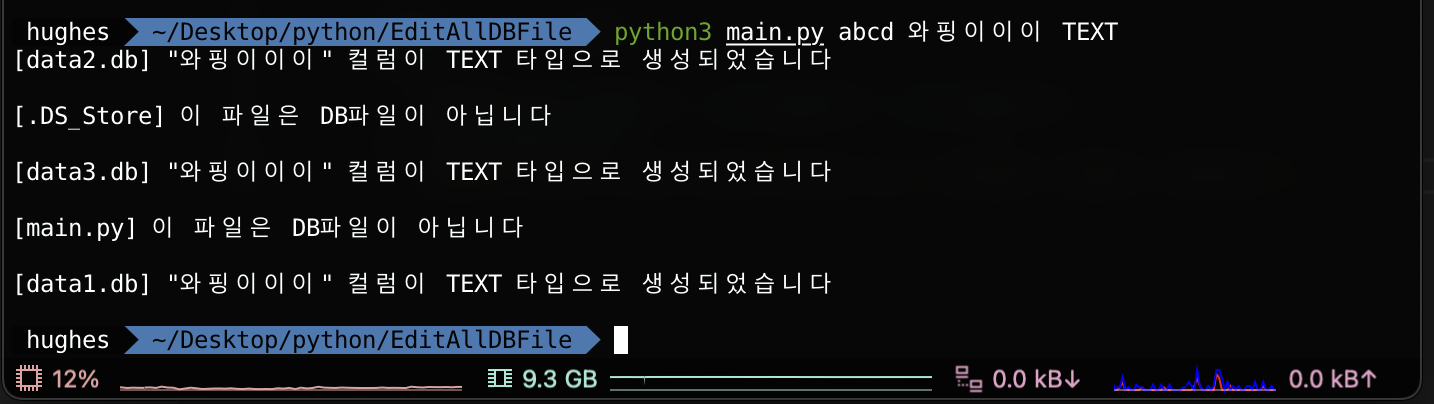 hughes ~/Desktop/python/EditAllDBFile python3 main.py abcd 와핑이이이 TEXT
[data2.db] "와핑이이이" 컬럼이 TEXT 타입으로 생성되었습니다
[.DS_Store] 이 파일은 DB파일이 아닙니다
[data3.db] "와핑이이이" 컬럼이 TEXT 타입으로 생성되었습니다
[main.py] 이 파일은 DB파일이 아닙니다
[data1.db] "와핑이이이" 컬럼이 TEXT 타입으로 생성되었습니다
hughes ~/Desktop/python/EditAllDBFile
12% 9.3 GB 0.0 kB↓ 0.0 kB↑